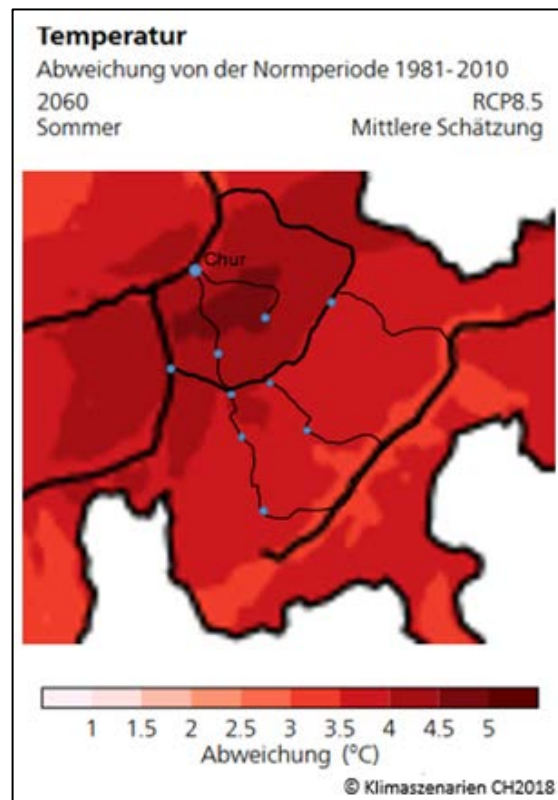 Temperatur
Abweichung von der Normperiode 1981-2010
2060 RCP8.5
Sommer Mittlere Schätzung
Chur
1 1.5 2 2.5 3 3.5 4 4.5 5
Abweichung (°C)
© Klimaszenarien CH2018